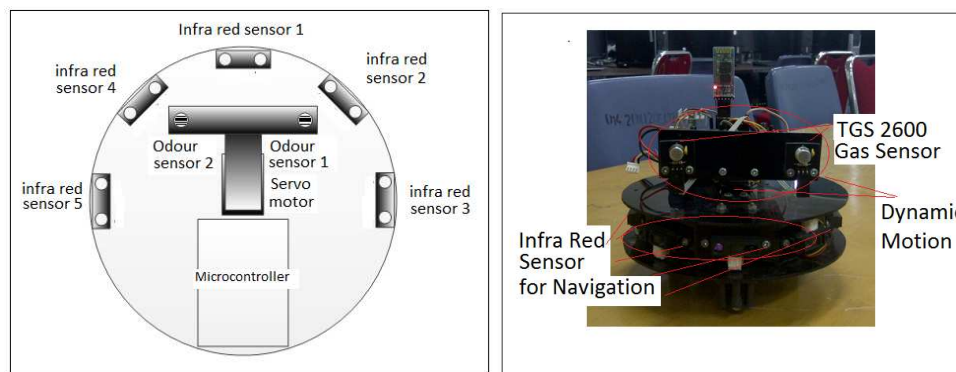 Infra red sensor 1
infra red
sensor 4
infra red
sensor 2
Odour
sensor 2
Odour
sensor 1
Servo
motor
infra red
sensor 5
infra red
sensor 3
Microcontroller
TGS 2600
Gas Sensor
Dynamic
Motion
Infra Red
Sensor
for Navigation